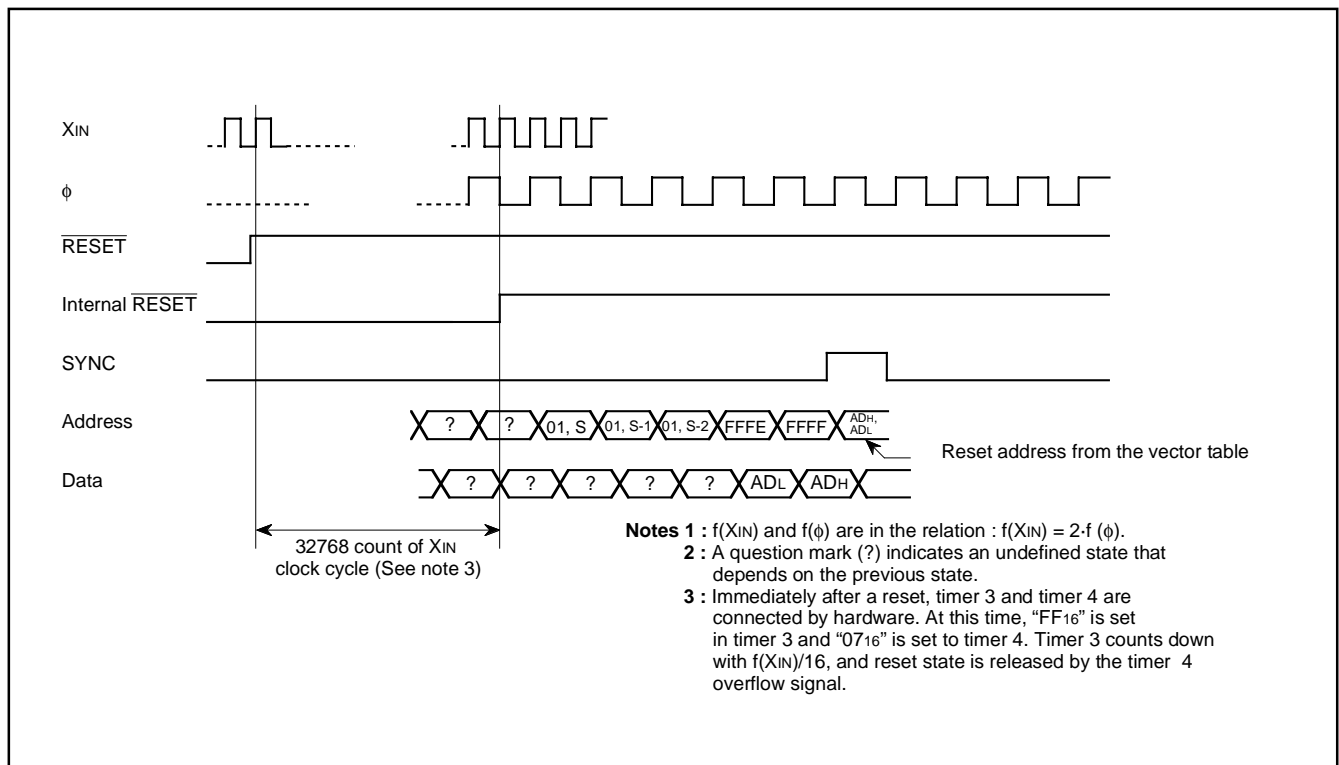 XIN
ϕ
RESET
Internal RESET
SYNC
Address
? ? 01, S 01, S-1 01, S-2 FFFE FFFF ADH,
ADL
Reset address from the vector table
Data
? ? ? ? ? ADL ADH
32768 count of XIN
clock cycle (See note 3)
Notes 1 : f(XIN) and f(ϕ) are in the relation : f(XIN) = 2·f (ϕ).
2 : A question mark (?) indicates an undefined state that
depends on the previous state.
3 : Immediately after a reset, timer 3 and timer 4 are
connected by hardware. At this time, “FF16” is set
in timer 3 and “0716” is set to timer 4. Timer 3 counts down
with f(XIN)/16, and reset state is released by the timer 4
overflow signal.